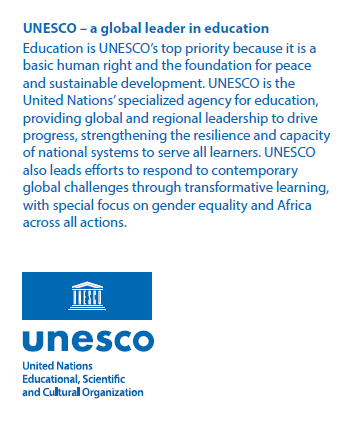 UNESCO – a global leader in education
Education is UNESCO’s top priority because it is a
basic human right and the foundation for peace
and sustainable development. UNESCO is the
United Nations’ specialized agency for education,
providing global and regional leadership to drive
progress, strengthening the resilience and capacity
of national systems to serve all learners. UNESCO
also leads efforts to respond to contemporary
global challenges through transformative learning,
with special focus on gender equality and Africa
across all actions.
UNESCO
unesco
United Nations
Educational, Scientific
and Cultural Organization